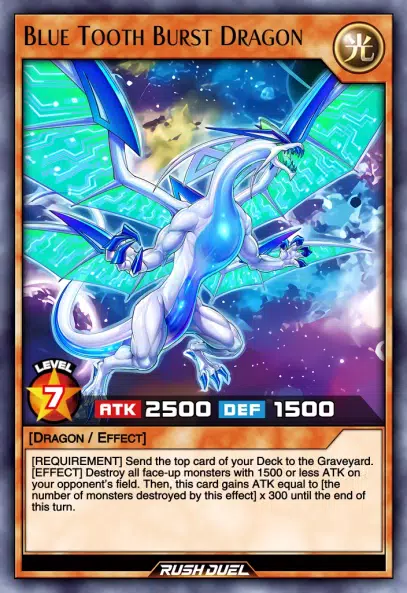 Blue Tooth Burst Dragon
光
LEVEL
7
ATK 2500 DEF 1500
[Dragon / Effect]
[REQUIREMENT] Send the top card of your Deck to the Graveyard.
[EFFECT] Destroy all face-up monsters with 1500 or less ATK on
your opponent's field. Then, this card gains ATK equal to [the
number of monsters destroyed by this effect] x 300 until the end
of this turn.
RUSH DUEL